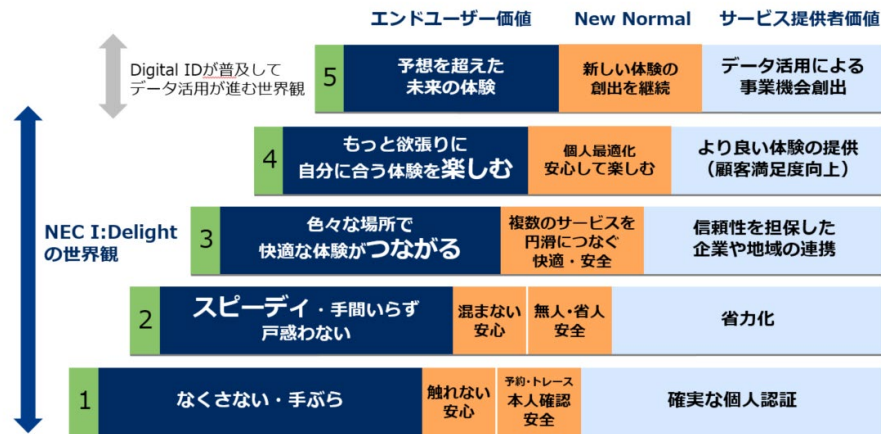 エンドユーザー価値 New Normal サービス提供者価値
Digital IDが普及して
データ活用が進む世界観
5
予想を超えた
未来の体験
新しい体験の
創出を継続
データ活用による
事業機会創出
NEC I:Delight
の世界観
4
もっと欲張りに
自分に合う体験を楽しむ
個人最適化
安心して楽しむ
より良い体験の提供
(顧客満足度向上)
3
色々な場所で
快適な体験がつながる
複数のサービスを
円滑につなぐ
快適・安全
信頼性を担保した
企業や地域の連携
2
スピーディ・手間いらず
戸惑わない
混まない
安心
無人・省人
安全
省力化
1
なくさない・手ぶら
触れない
安心
予約・トレース
本人確認
安全
確実な個人認証